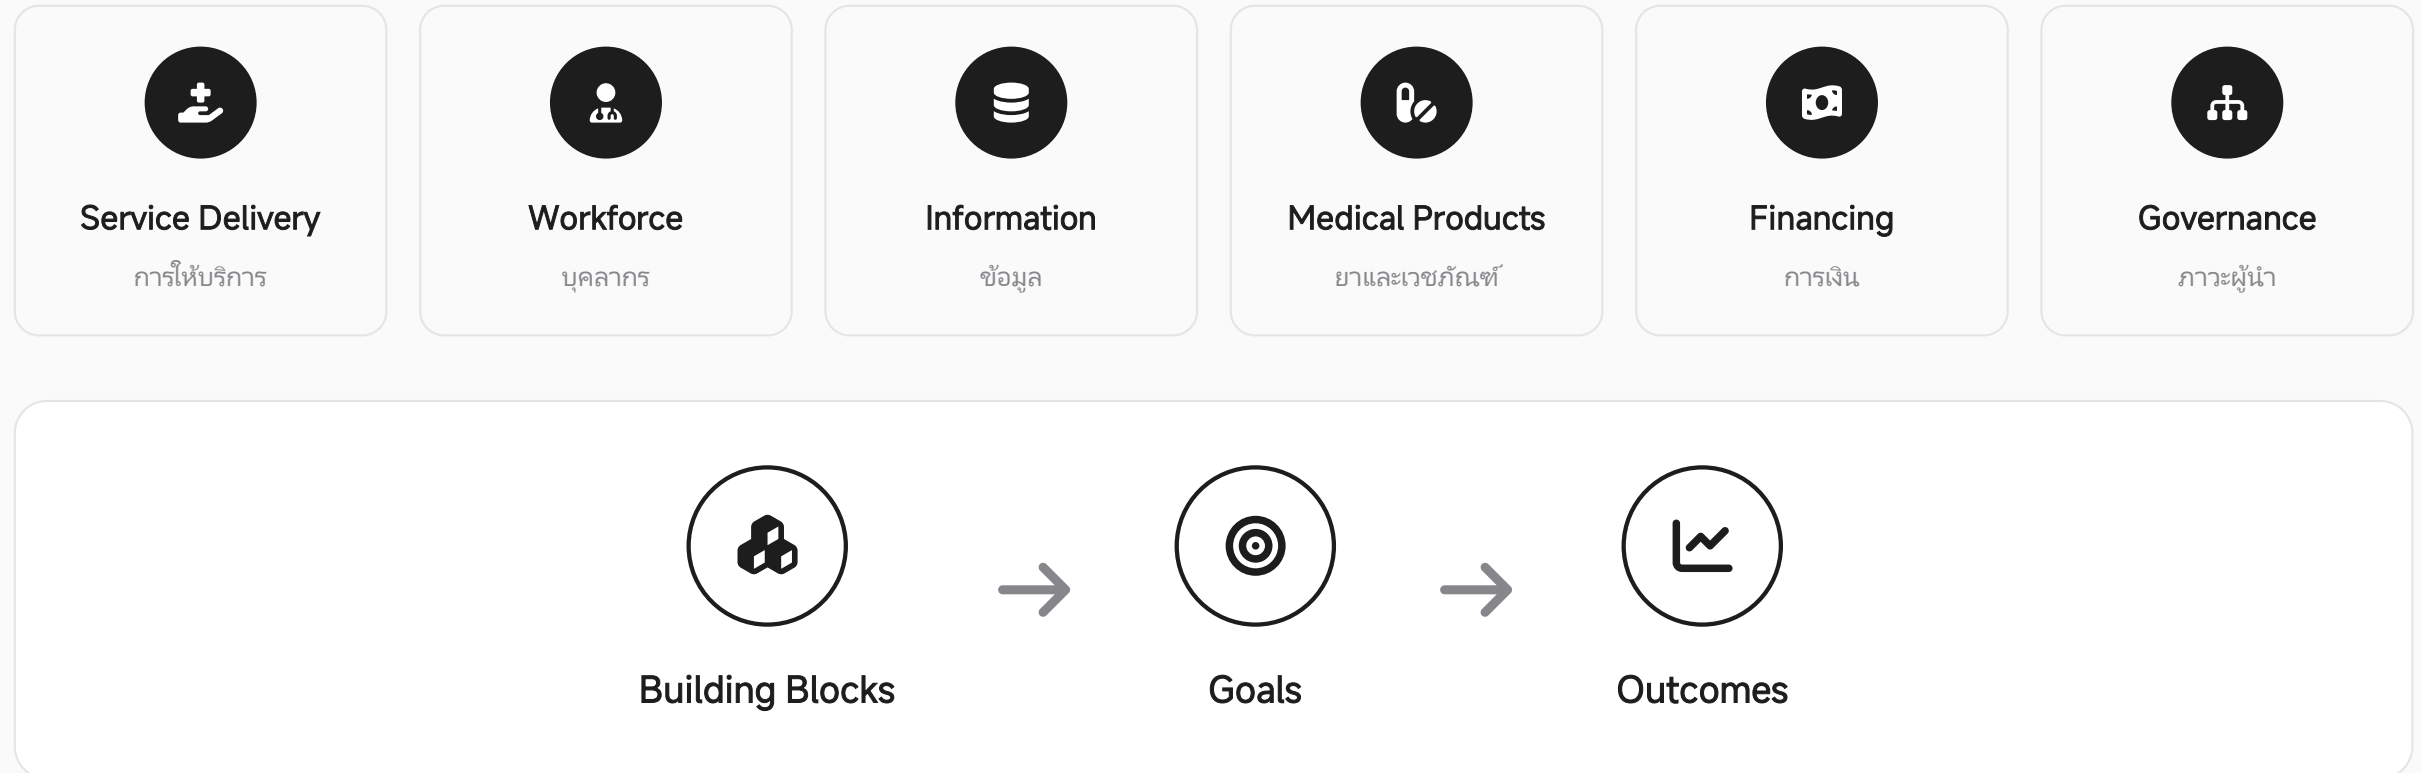 Service Delivery
การให้บริการ
Workforce
บุคลากร
Information
ข้อมูล
Medical Products
ยาและเวชภัณฑ์
Financing
การเงิน
Governance
ภาวะผู้นำ
Building Blocks
Goals
Outcomes